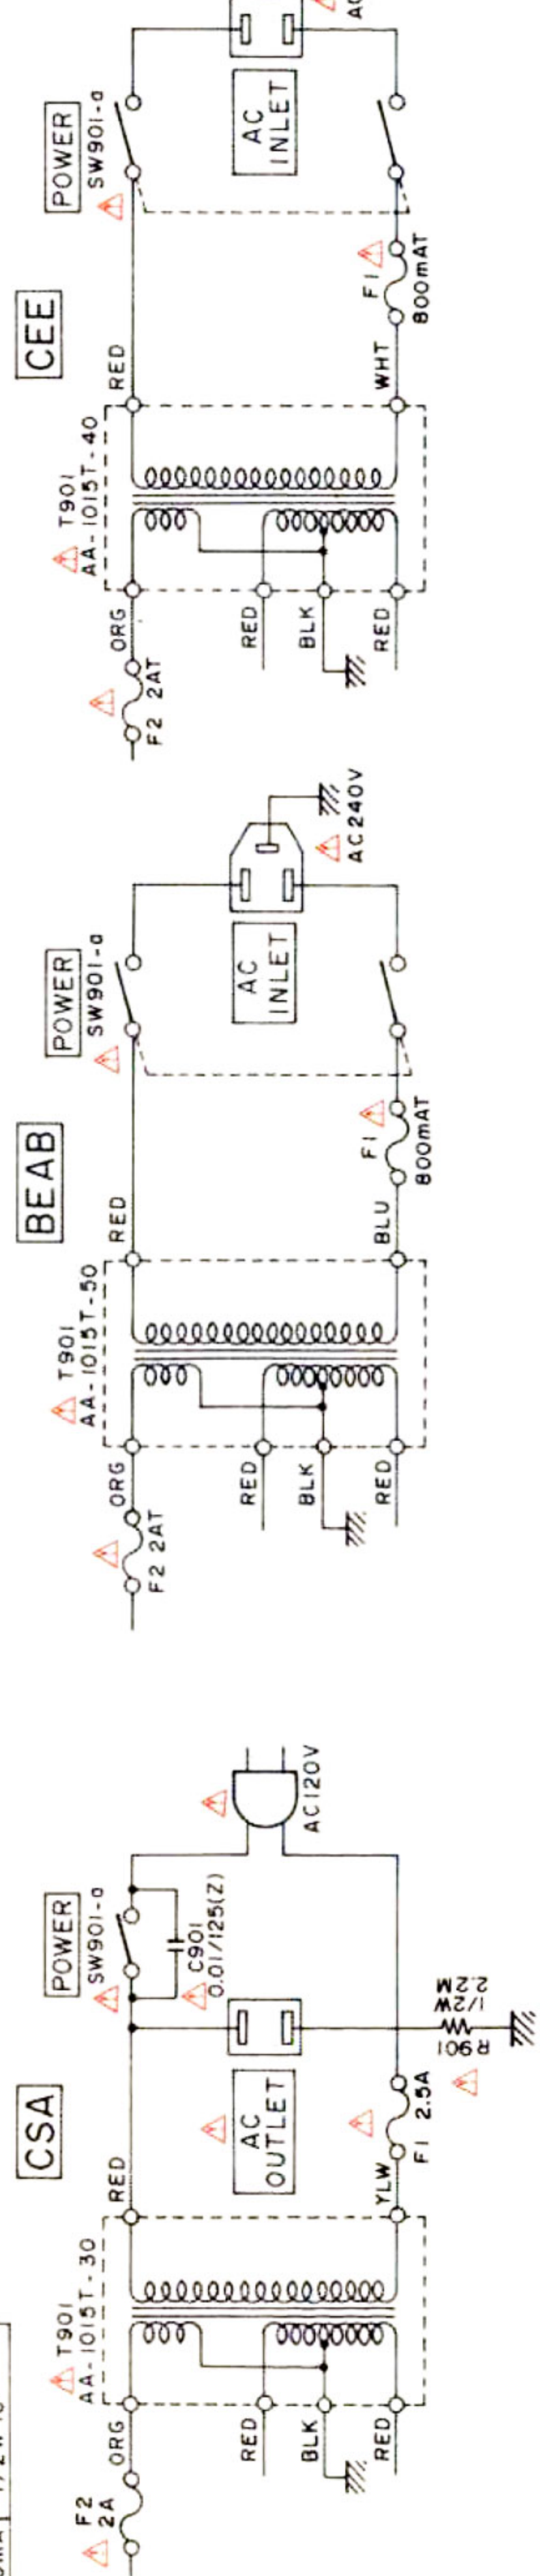 CSA
T901
AA-1015T-30
F2
2A
ORG
RED
BLK
RED
RED
YLW
F1 2.5A
AC
OUTLET
POWER
SW901-a
C901
0.01/125(Z)
R901
1/2W
2.2M
AC120V
BEAB
T901
AA-1015T-50
F2 2AT
ORG
RED
BLK
RED
RED
BLU
F1
800mAT
POWER
SW901-a
AC
INLET
AC240V
CEE
T901
AA-1015T-40
F2 2AT
ORG
RED
BLK
RED
RED
WHT
F1
800mAT
POWER
SW901-a
AC
INLET